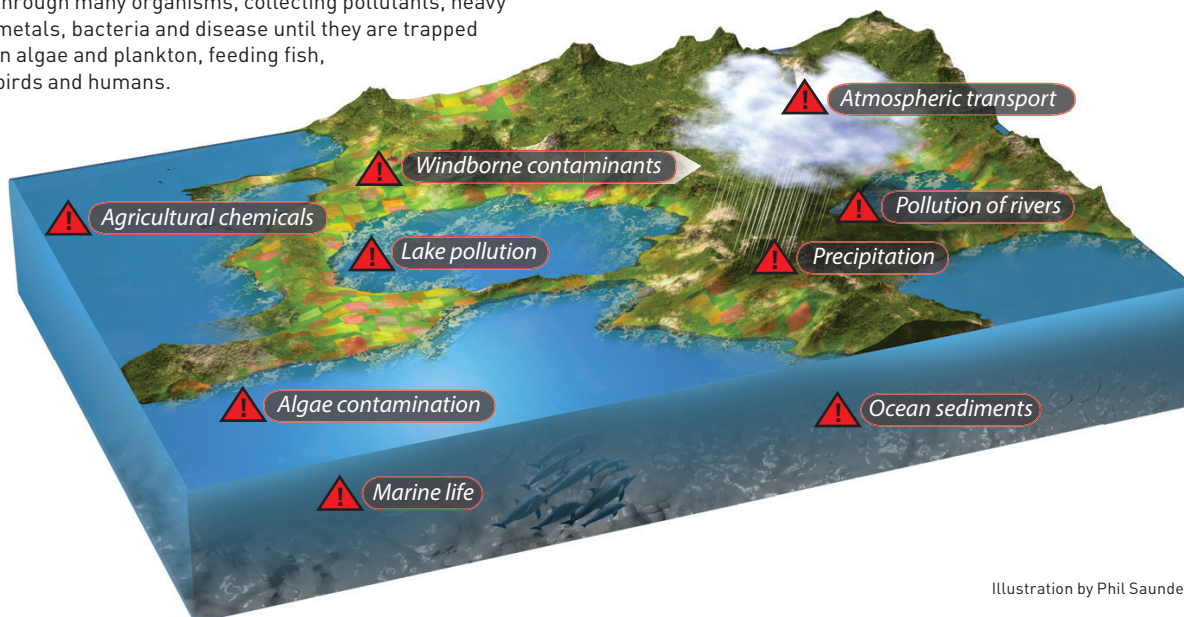 through many organisms, collecting pollutants, heavy
metals, bacteria and disease until they are trapped
in algae and plankton, feeding fish,
birds and humans.
Atmospheric transport
Windborne contaminants
Agricultural chemicals
Pollution of rivers
Lake pollution
Precipitation
Algae contamination
Ocean sediments
Marine life
Illustration by Phil Saunde